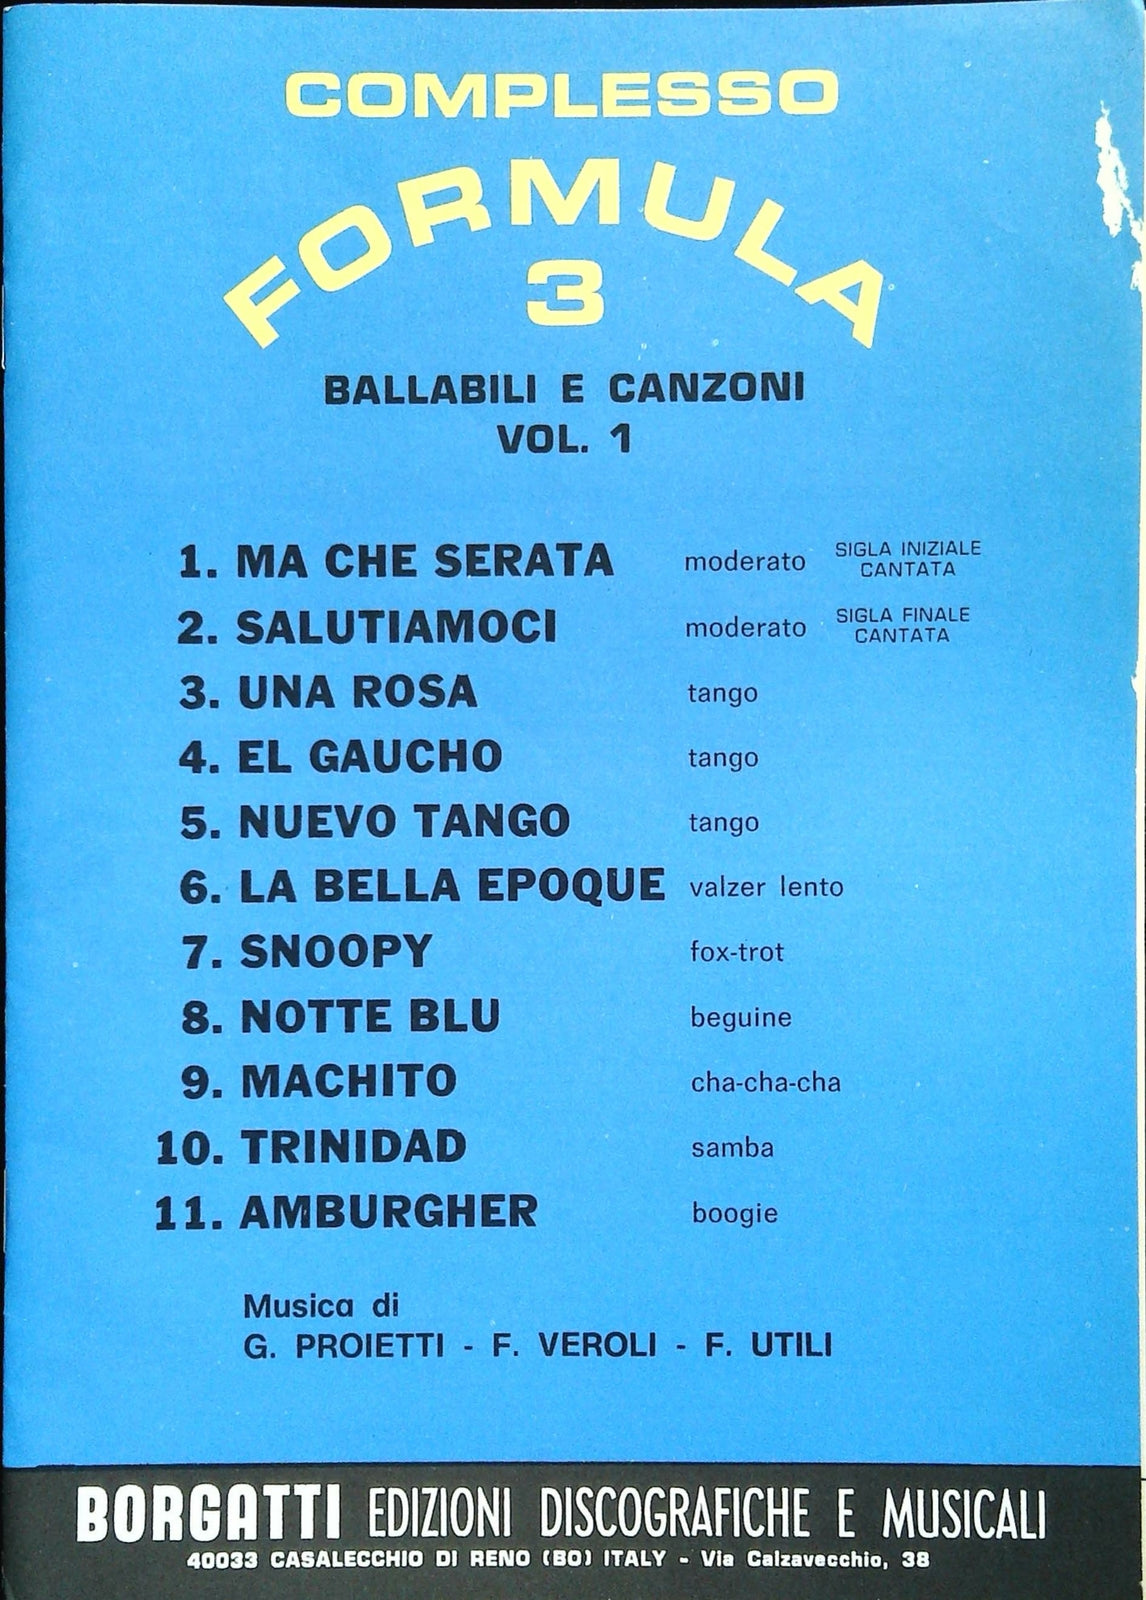 COMPLESSO
FORMULA
3
BALLABILI E CANZONI
VOL. 1
1. MA CHE SERATA moderato SIGLA INIZIALE CANTATA
2. SALUTIAMOCI moderato SIGLA FINALE CANTATA
3. UNA ROSA tango
4. EL GAUCHO tango
5. NUEVO TANGO tango
6. LA BELLA EPOQUE valzer lento
7. SNOOPY fox-trot
8. NOTTE BLU beguine
9. MACHITO cha-cha-cha
10. TRINIDAD samba
11. AMBURGHER boogie
Musica di
G. PROIETTI - F. VEROLI - F. UTILI
BORGATTI EDIZIONI DISCOGRAFICHE E MUSICALI
40033 CASALECCHIO DI RENO (BO) ITALY - Via Calzavecchio, 38